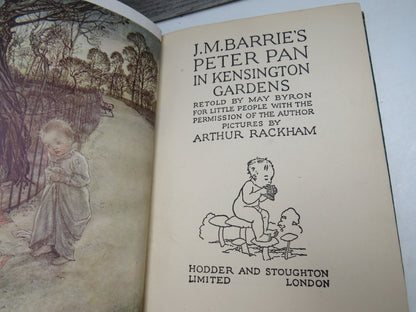 J.M.BARRIE'S
PETER PAN
IN KENSINGTON
GARDENS
RETOLD BY MAY BYRON
FOR LITTLE PEOPLE WITH THE
PERMISSION OF THE AUTHOR
PICTURES BY
ARTHUR RACKHAM
HODDER AND STOUGHTON
LIMITED LONDON